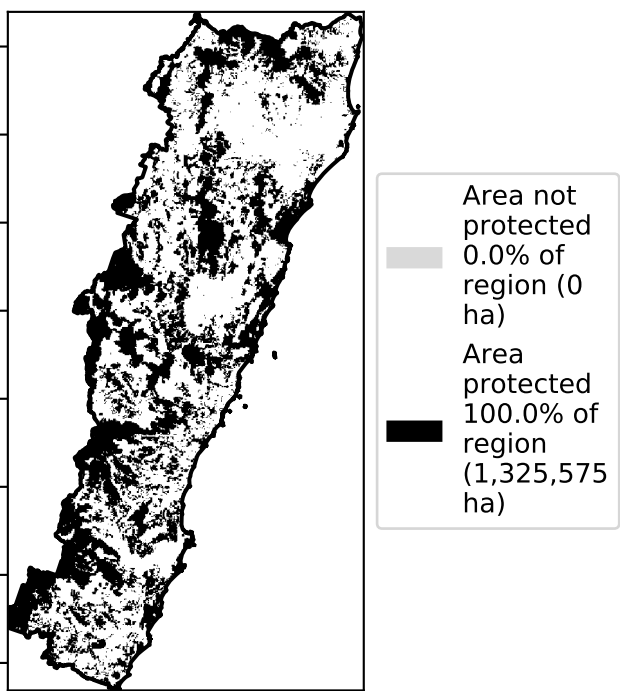 Area not
protected
0.0% of
region (0
ha)
Area
protected
100.0% of
region
(1,325,575
ha)